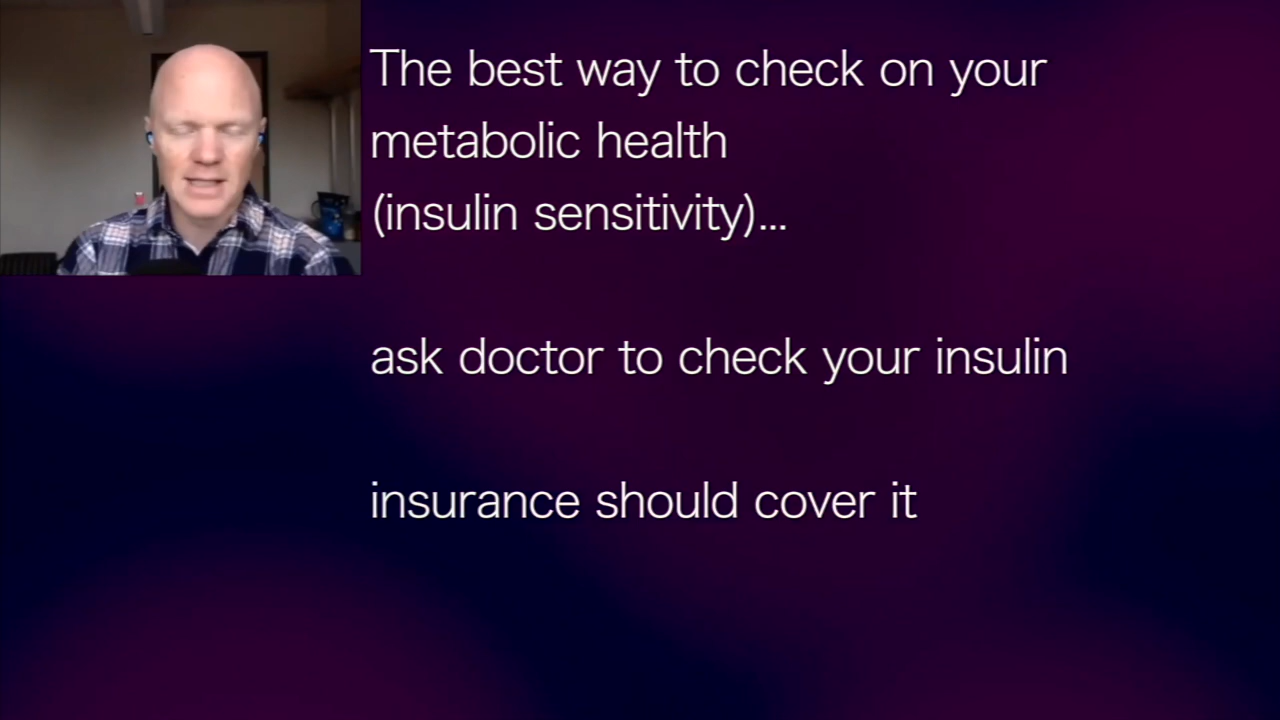 The best way to check on your
metabolic health
(insulin sensitivity)...
ask doctor to check your insulin
insurance should cover it